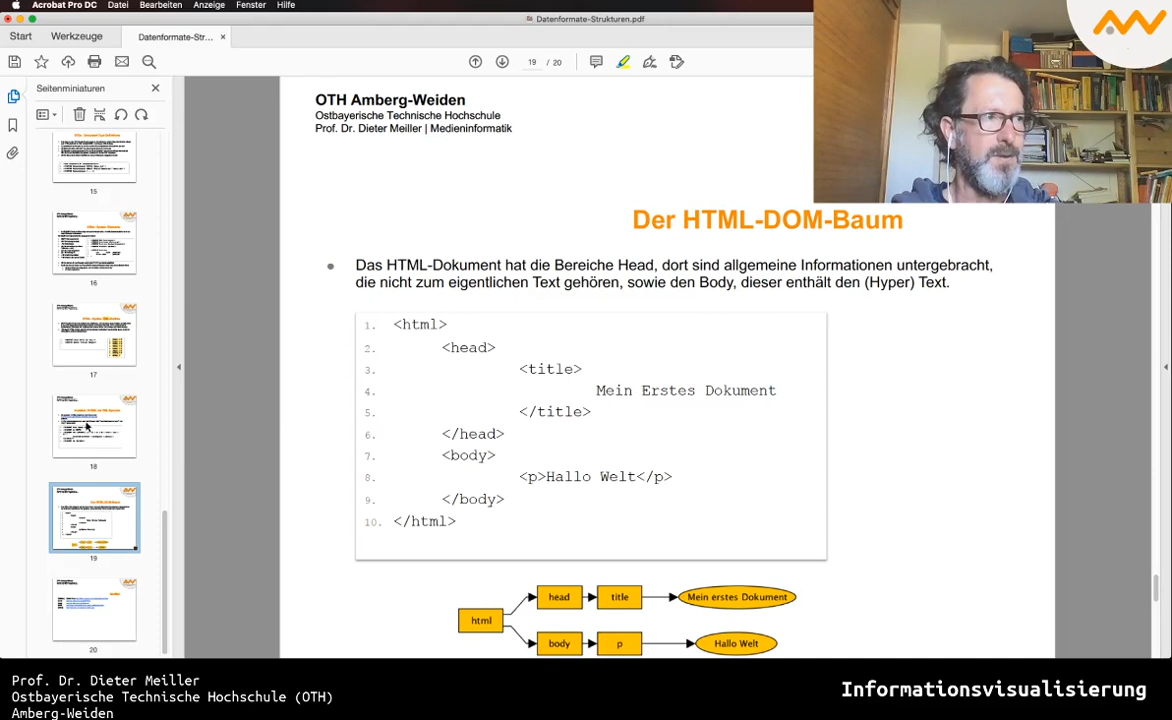 Acrobat Pro DC Datei Bearbeiten Anzeige Fenster Hilfe
Datenformate-Strukturen.pdf
Start Werkzeuge Datenformate-Str... ×
19 / 20
Seitenminiaturen
15
16
17
18
19
20
OTH Amberg-Weiden
Ostbayerische Technische Hochschule
Prof. Dr. Dieter Meiller | Medieninformatik
Der HTML-DOM-Baum
Das HTML-Dokument hat die Bereiche Head, dort sind allgemeine Informationen untergebracht,
die nicht zum eigentlichen Text gehören, sowie den Body, dieser enthält den (Hyper) Text.
1. <html>
2. <head>
3. <title>
4. Mein Erstes Dokument
5. </title>
6. </head>
7. <body>
8. <p>Hallo Welt</p>
9. </body>
10. </html>
head title Mein erstes Dokument
html
body p Hallo Welt
Prof. Dr. Dieter Meiller
Ostbayerische Technische Hochschule (OTH)
Amberg-Weiden
Informationsvisualisierung